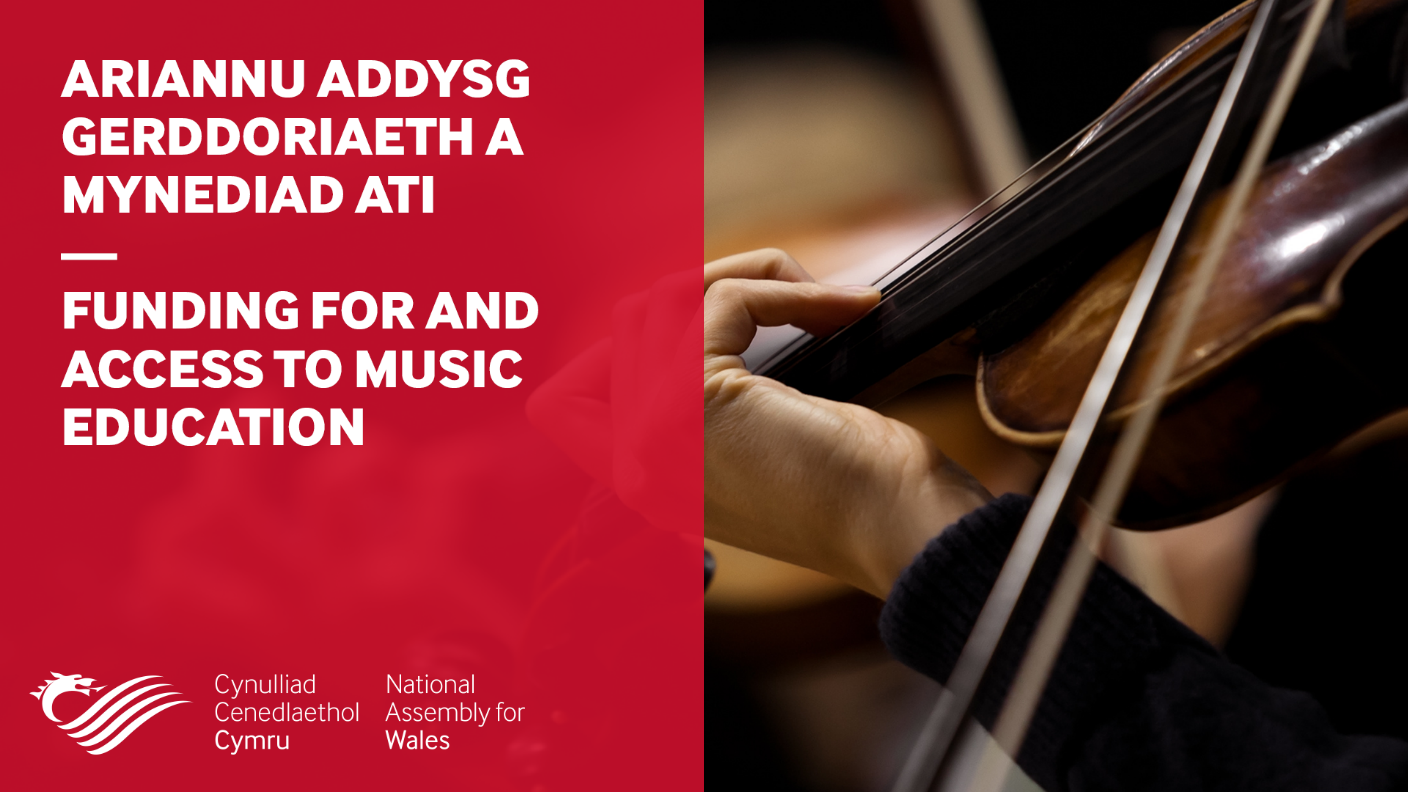 ARIANNU ADDYSG
GERDDORIAETH A
MYNEDIAD ATI
FUNDING FOR AND
ACCESS TO MUSIC
EDUCATION
Cynulliad
Cenedlaethol
Cymru
National
Assembly for
Wales